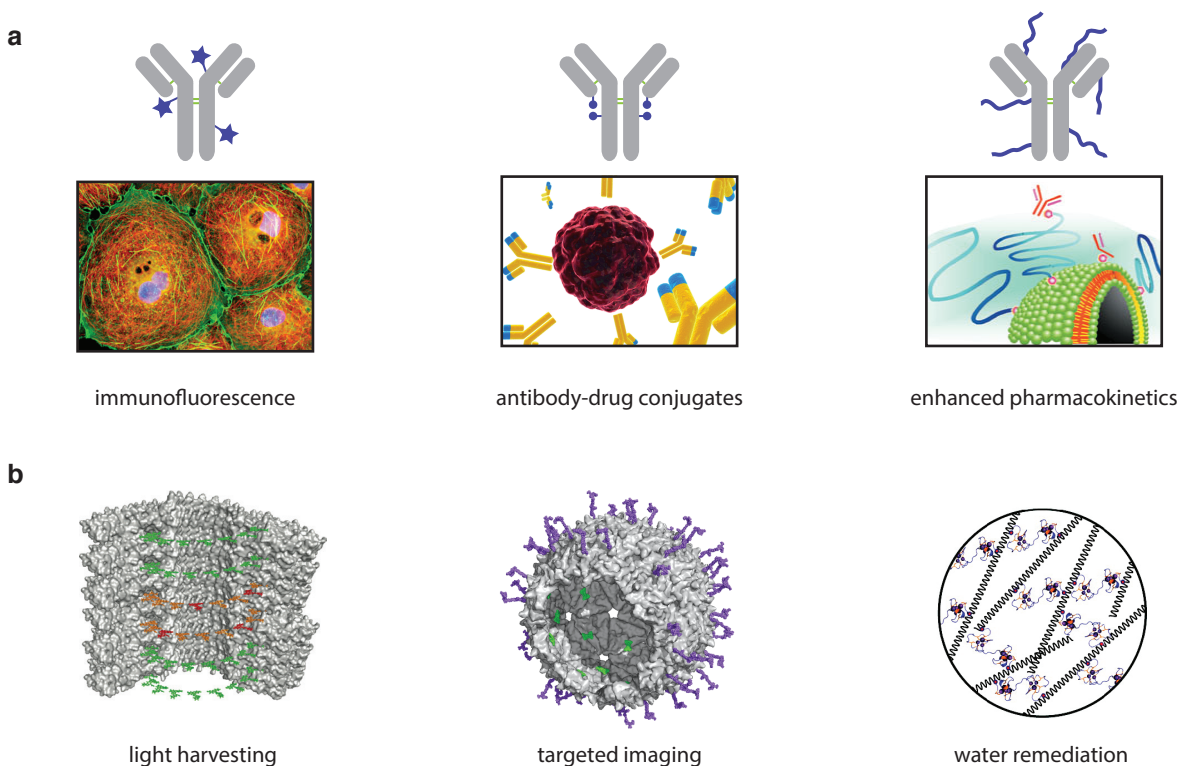 a
immunofluorescence
antibody-drug conjugates
enhanced pharmacokinetics
b
light harvesting
targeted imaging
water remediation